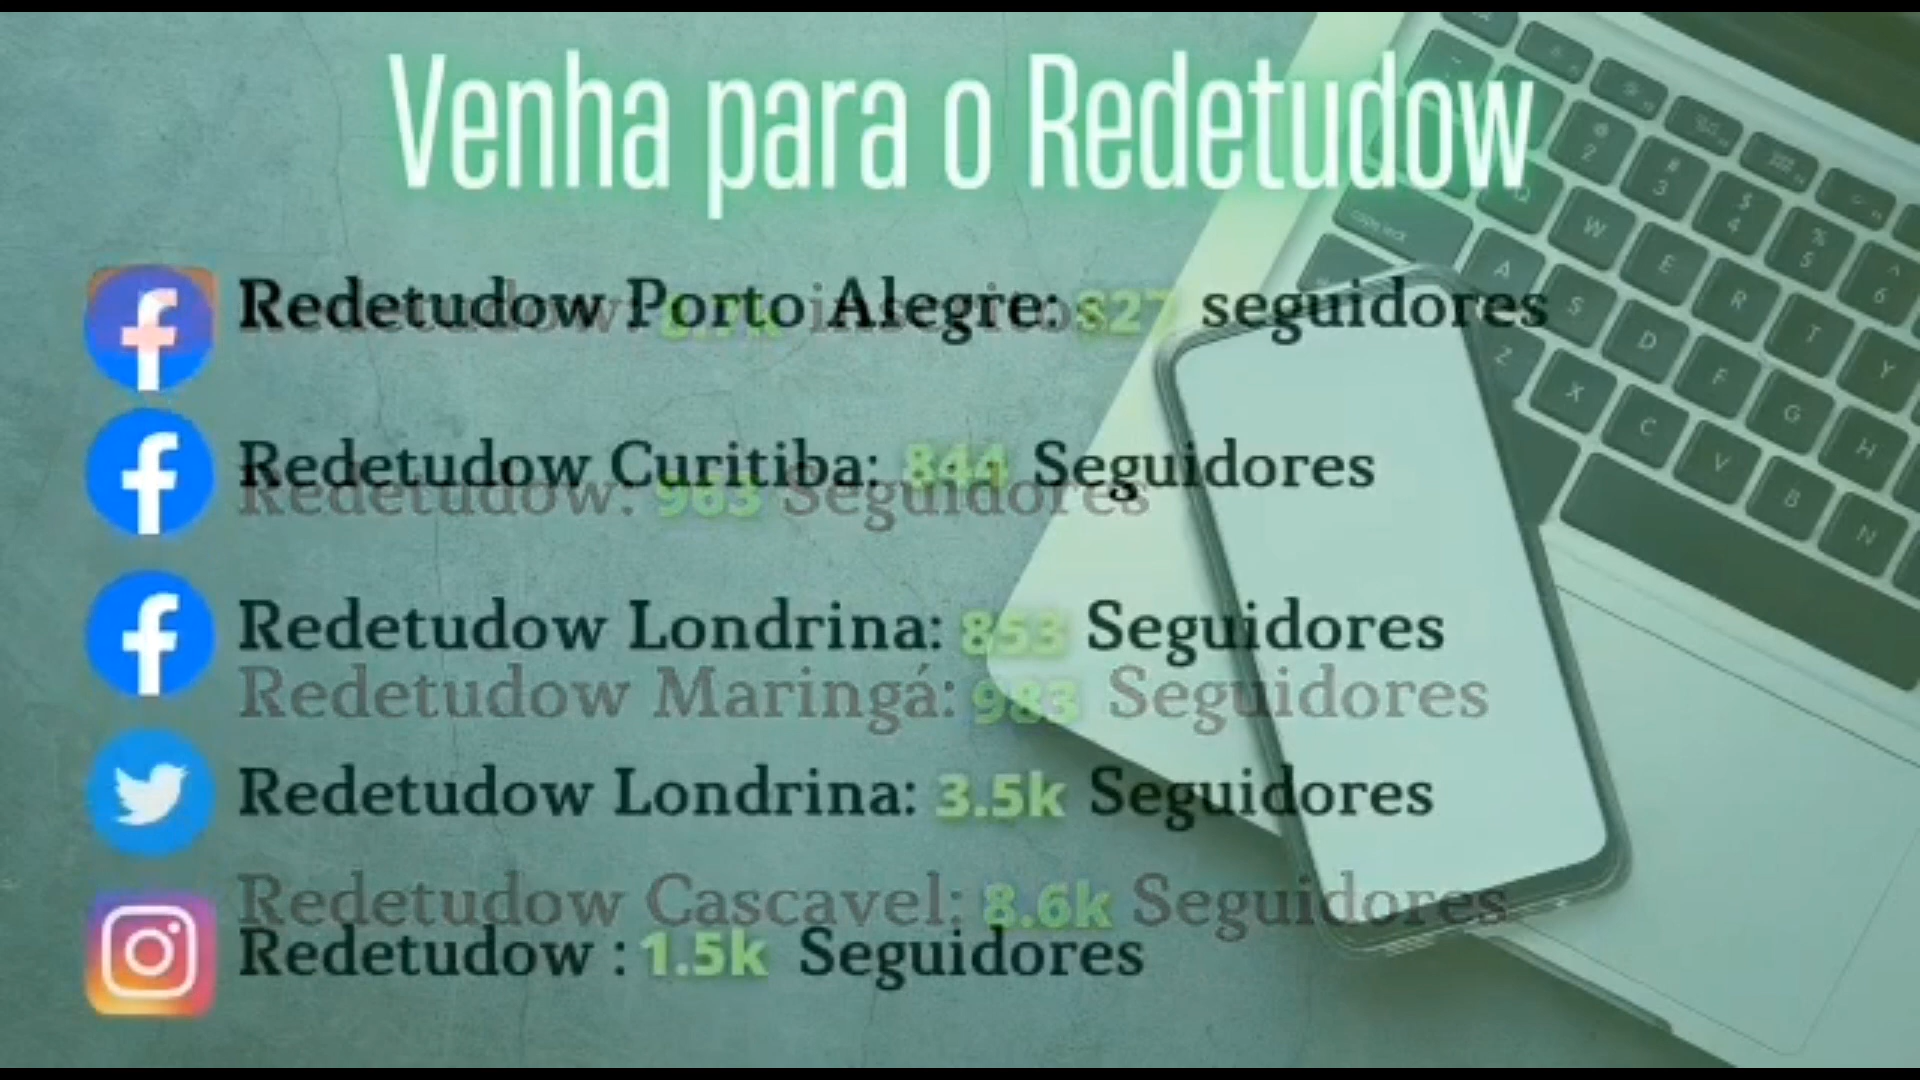 Venha para o Redetudow
Redetudow Porto Alegre: 827 seguidores
Redetudow Curitiba: 844 Seguidores
Redetudow: 963 Seguidores
Redetudow Londrina: 853 Seguidores
Redetudow Maringá: 983 Seguidores
Redetudow Londrina: 3.5k Seguidores
Redetudow Cascavel: 8.6k Seguidores
Redetudow : 1.5k Seguidores